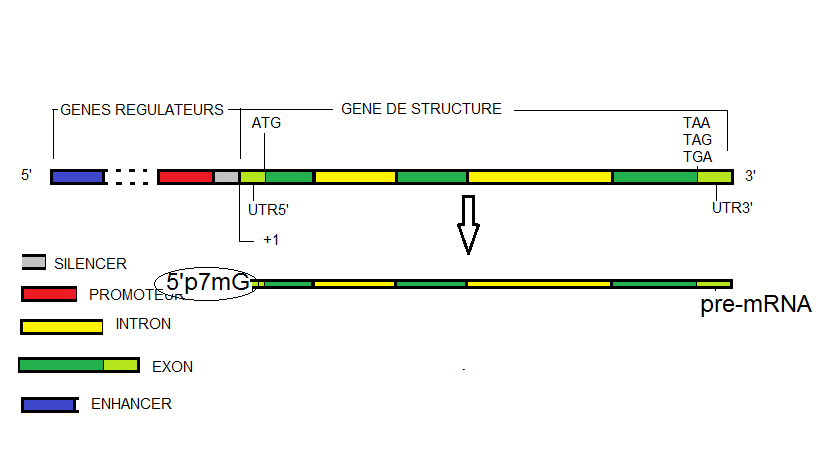 GENES REGULATEURS
GENE DE STRUCTURE
ATG
TAA
TAG
TGA
5'
3'
UTR5'
UTR3'
+1
SILENCER
5'p7mG
PROMOTEUR
pre-mRNA
INTRON
EXON
ENHANCER